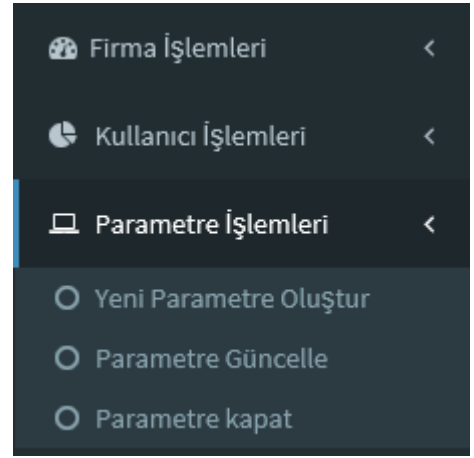 Firma İşlemleri
Kullanıcı İşlemleri
Parametre İşlemleri
Yeni Parametre Oluştur
Parametre Güncelle
Parametre kapat